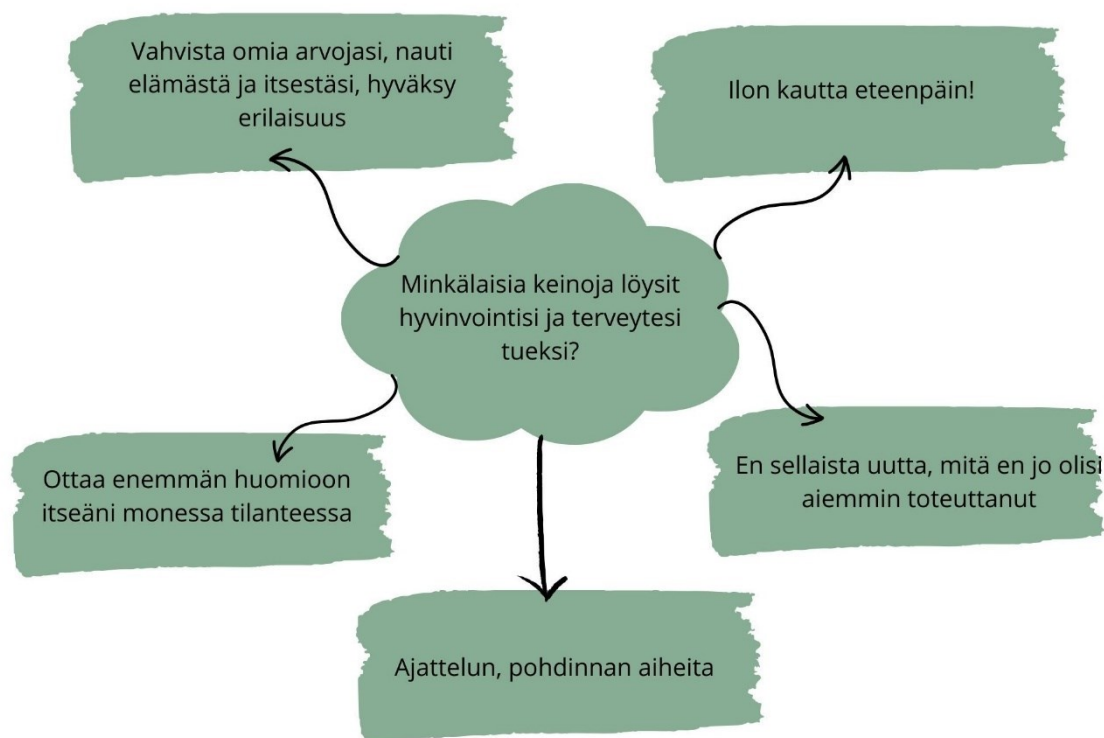 Vahvista omia arvojasi, nauti
elämästä ja itsestäsi, hyväksy
erilaisuus
Ilon kautta eteenpäin!
Minkälaisia keinoja löysit
hyvinvointisi ja terveytesi
tueksi?
Ottaa enemmän huomioon
itseäni monessa tilanteessa
En sellaista uutta, mitä en jo olisi
aiemmin toteuttanut
Ajattelun, pohdinnan aiheita